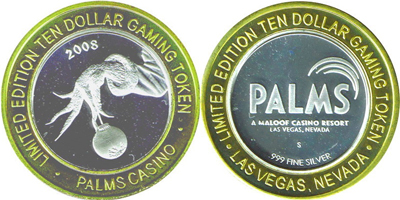 LIMITED EDITION TEN DOLLAR GAMING TOKEN
2008
• PALMS CASINO •
LIMITED EDITION TEN DOLLAR GAMING TOKEN
PALMS
A MALOOF CASINO RESORT
LAS VEGAS, NEVADA
S
.999 FINE SILVER
• LAS VEGAS, NEVADA •